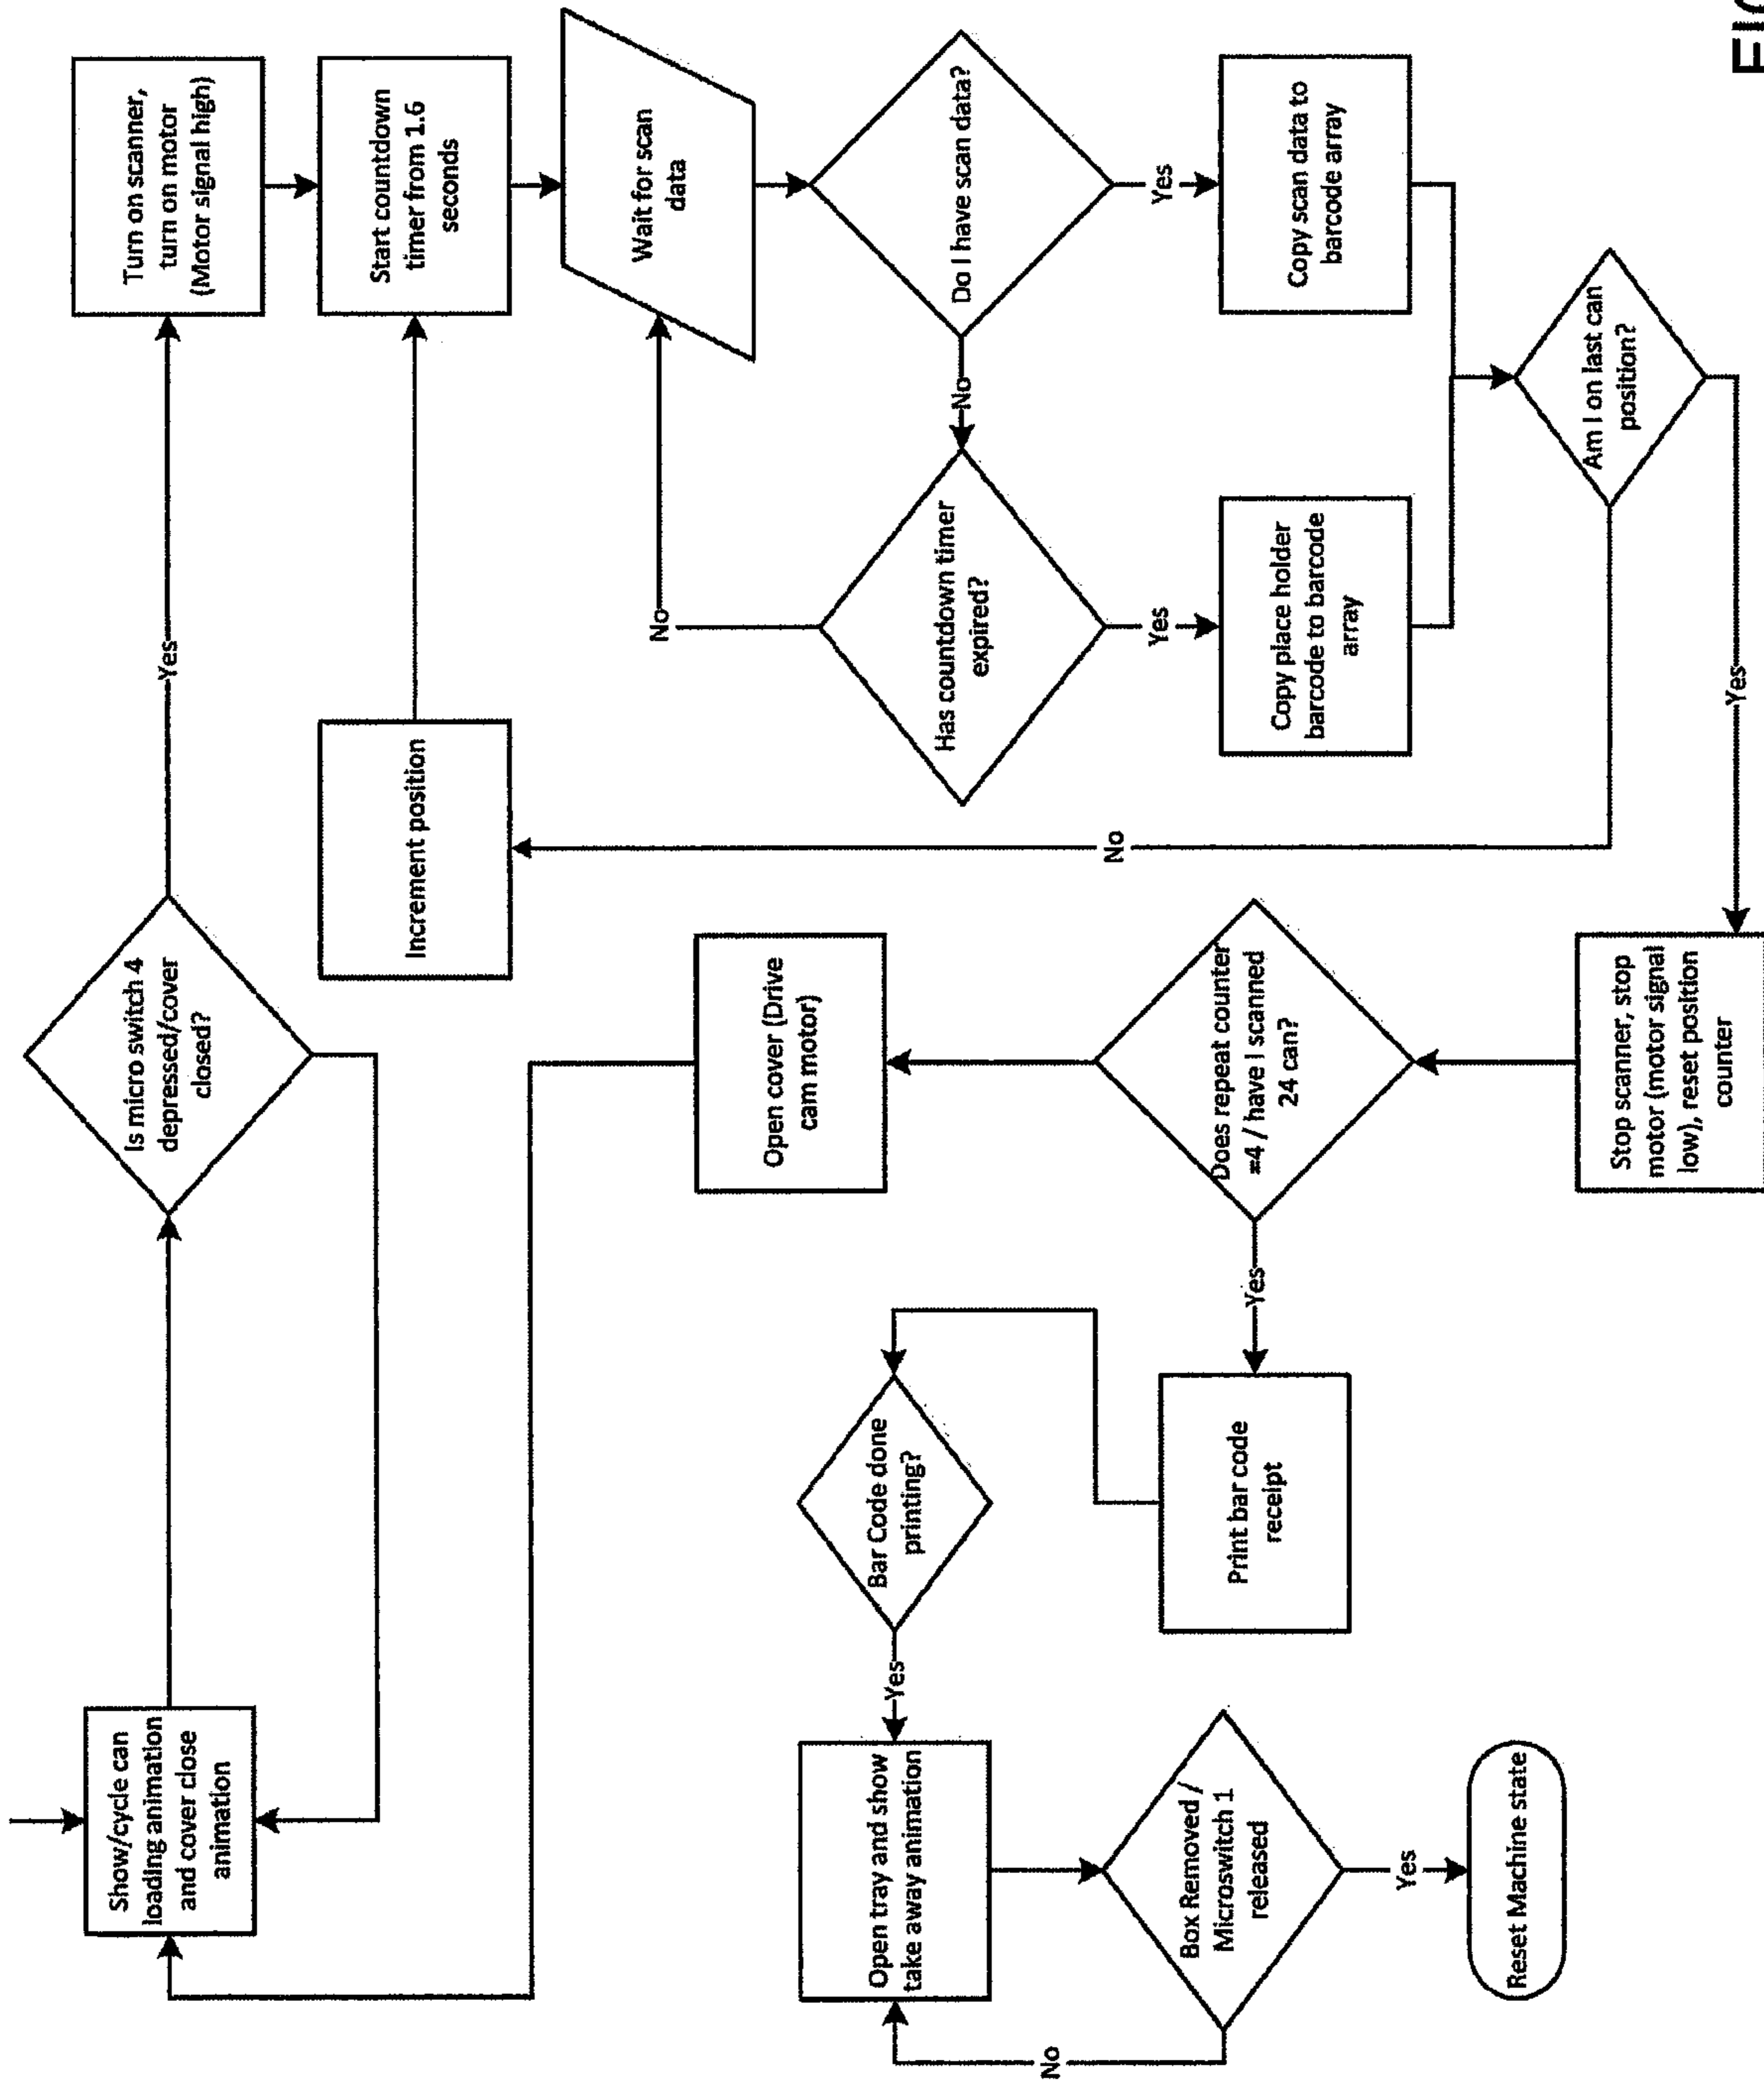 Show/cycle can
loading animation
and cover close
animation
Is micro switch 4
depressed/cover
closed?
Yes
Turn on scanner,
turn on motor
(Motor signal high)
Increment position
Start countdown
timer from 1.6
seconds
Wait for scan
data
No
Do I have scan data?
No
Has countdown timer
expired?
Yes
Yes
Copy place holder
barcode to barcode
array
Copy scan data to
barcode array
No
Am I on last can
position?
Yes
Open cover (Drive
cam motor)
Does repeat counter
=4 / have I scanned
24 can?
Stop scanner, stop
motor (motor signal
low), reset position
counter
Yes
Print bar code
receipt
Bar Code done
printing?
Yes
Open tray and show
take away animation
No
Box Removed /
Microswitch 1
released
Yes
Reset Machine state